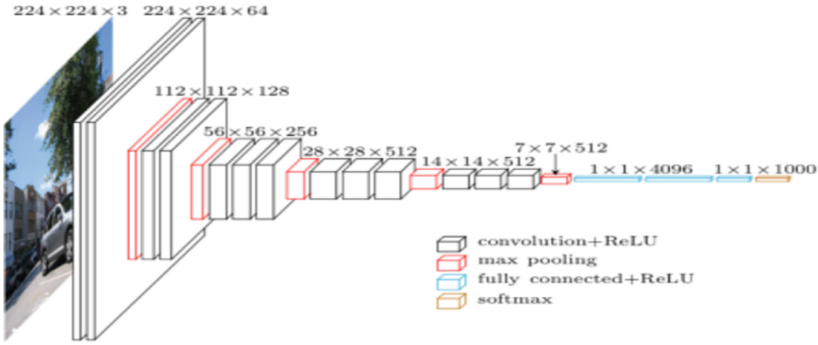 224×224×3
224×224×64
112×112×128
56×56×256
28×28×512
14×14×512
7×7×512
1×1×4096
1×1×1000
convolution+ReLU
max pooling
fully connected+ReLU
softmax